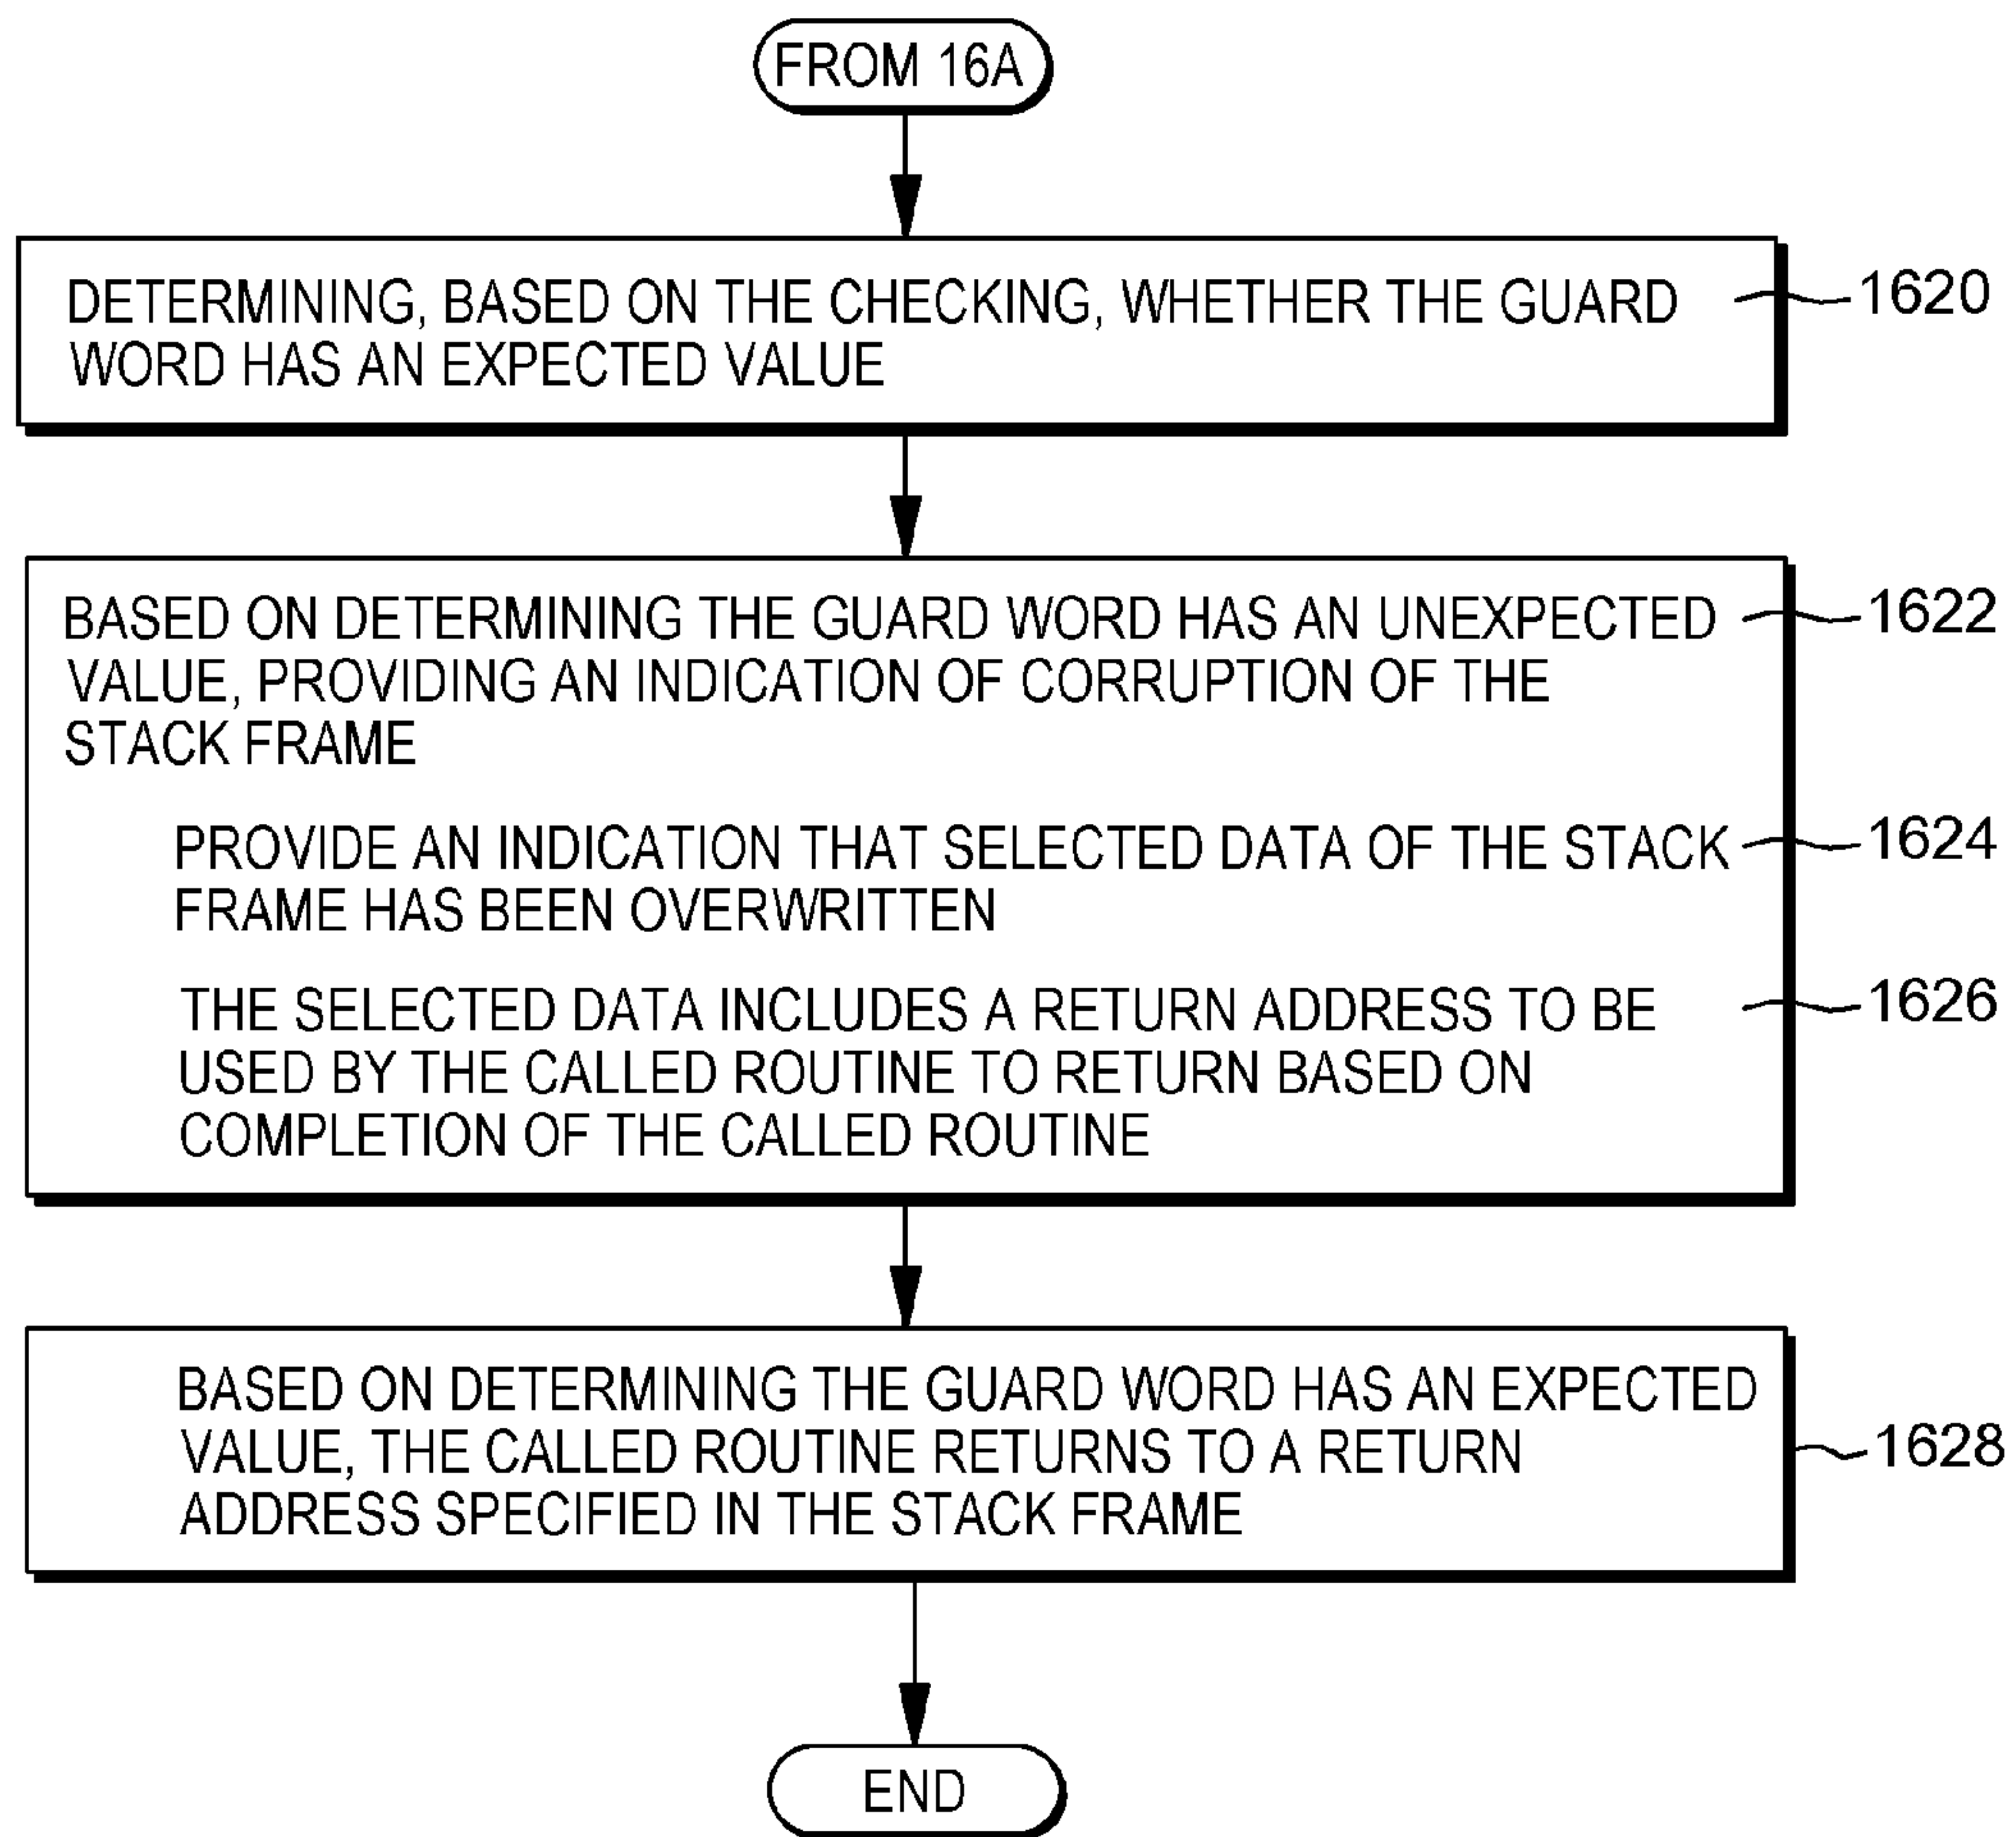 FROM 16A
DETERMINING, BASED ON THE CHECKING, WHETHER THE GUARD
WORD HAS AN EXPECTED VALUE
1620
BASED ON DETERMINING THE GUARD WORD HAS AN UNEXPECTED
VALUE, PROVIDING AN INDICATION OF CORRUPTION OF THE
STACK FRAME
1622
PROVIDE AN INDICATION THAT SELECTED DATA OF THE STACK
FRAME HAS BEEN OVERWRITTEN
1624
THE SELECTED DATA INCLUDES A RETURN ADDRESS TO BE
USED BY THE CALLED ROUTINE TO RETURN BASED ON
COMPLETION OF THE CALLED ROUTINE
1626
BASED ON DETERMINING THE GUARD WORD HAS AN EXPECTED
VALUE, THE CALLED ROUTINE RETURNS TO A RETURN
ADDRESS SPECIFIED IN THE STACK FRAME
1628
END